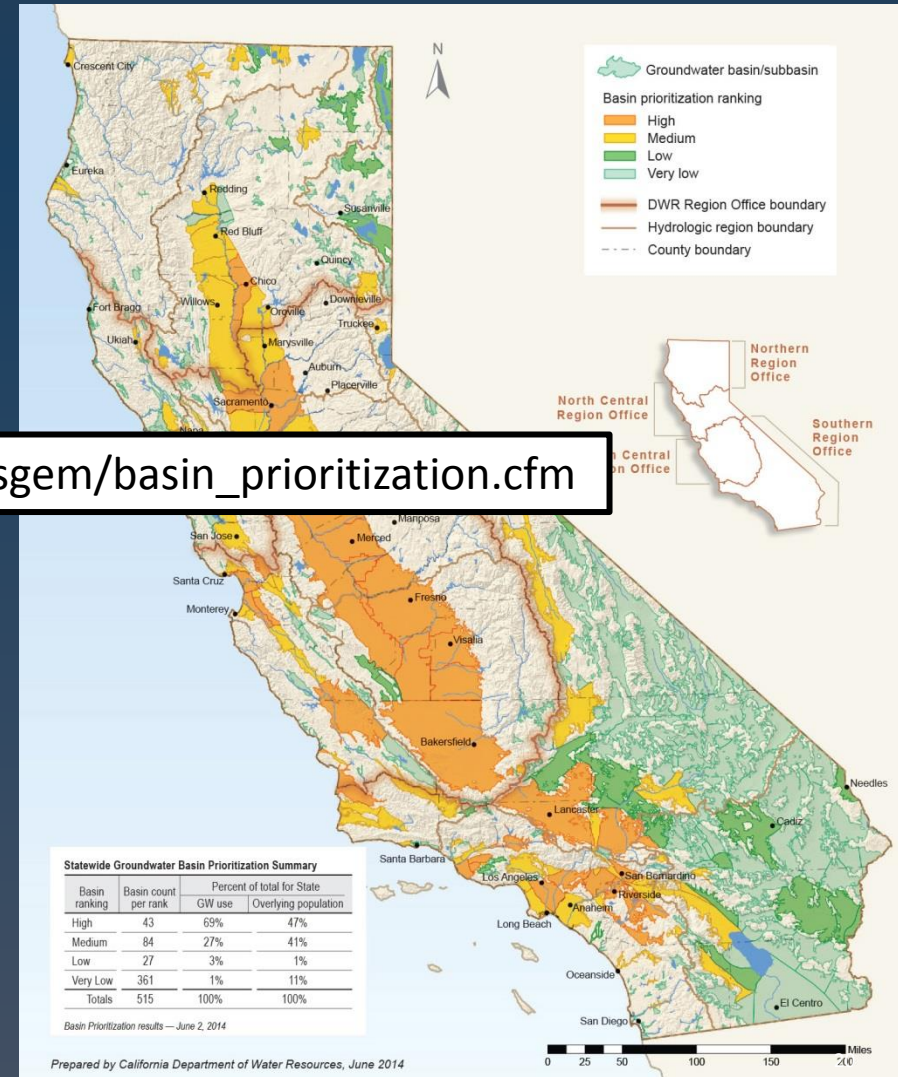 Crescent City
N
Groundwater basin/subbasin
Basin prioritization ranking
High
Medium
Low
Very low
DWR Region Office boundary
Hydrologic region boundary
County boundary
Eureka
Redding
Susanville
Red Bluff
Quincy
Chico
Fort Bragg
Willows
Oroville
Downieville
Truckee
Ukiah
Marysville
Auburn
Placerville
Sacramento
Northern
Region
Office
North Central
Region Office
Southern
Region
Office
Central
Office
sgem/basin_prioritization.cfm
Mariposa
San Jose
Merced
Santa Cruz
Fresno
Monterey
Visalia
Bakersfield
Needles
Lancaster
Cadiz
Santa Barbara
Los Angeles
San Bernardino
Riverside
Anaheim
Long Beach
Oceanside
El Centro
San Diego
Statewide Groundwater Basin Prioritization Summary
Basin ranking Basin count per rank Percent of total for State
GW use Overlying population
High 43 69% 47%
Medium 84 27% 41%
Low 27 3% 1%
Very Low 361 1% 11%
Totals 515 100% 100%
Basin Prioritization results — June 2, 2014
Prepared by California Department of Water Resources, June 2014
Miles
0 25 50 100 150 200